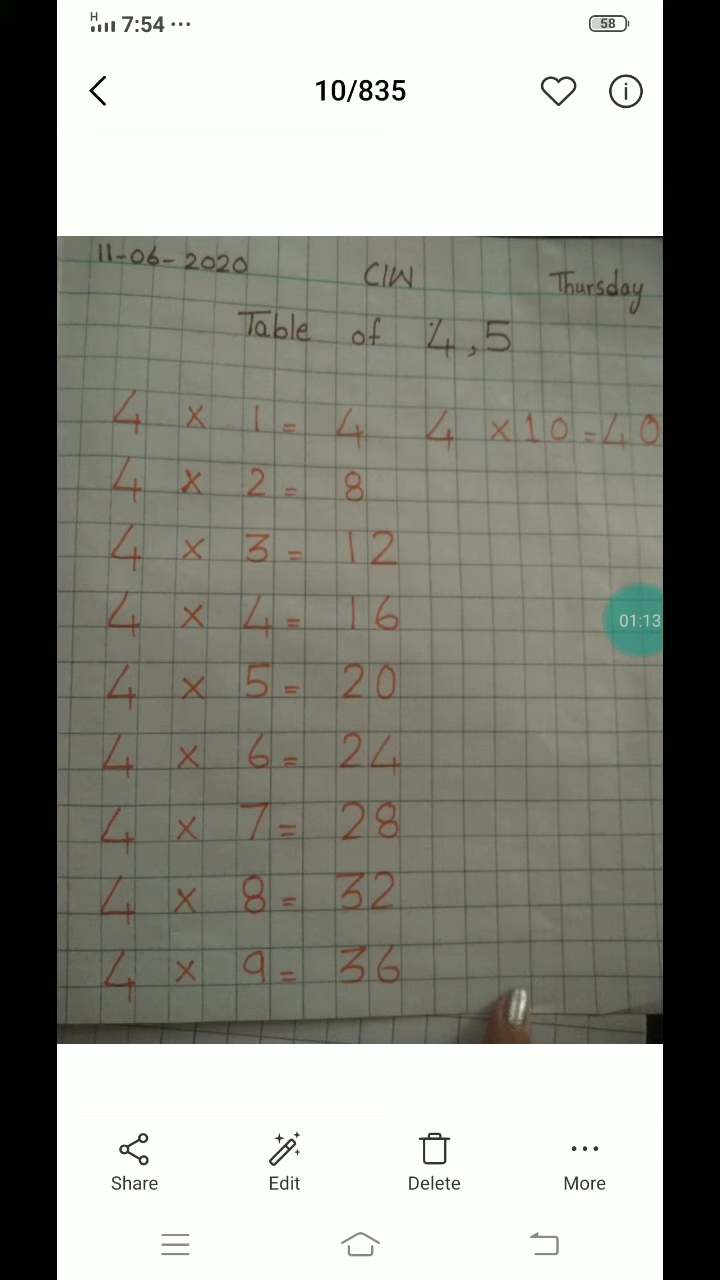 H 7:54 ... 58
10/835
11-06-2020 C/W Thursday
Table of 4,5
4 x 1 = 4 4 x 10 = 40
4 x 2 = 8
4 x 3 = 12
4 x 4 = 16
4 x 5 = 20
01:13
4 x 6 = 24
4 x 7 = 28
4 x 8 = 32
4 x 9 = 36
Share Edit Delete More